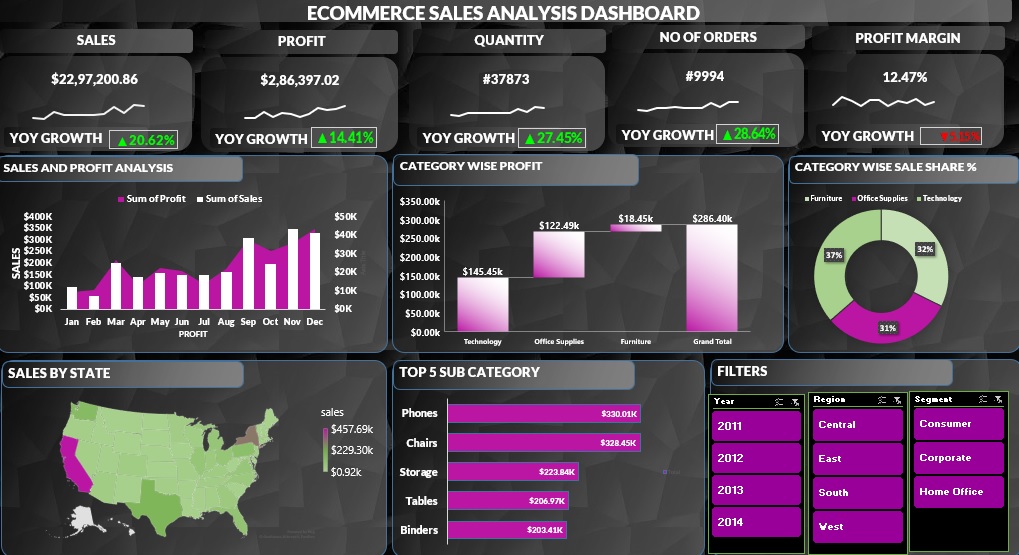 ECOMMERCE SALES ANALYSIS DASHBOARD
SALES
PROFIT
QUANTITY
NO OF ORDERS
PROFIT MARGIN
$22,97,200.86
$2,86,397.02
#37873
#9994
12.47%
YOY GROWTH ▲20.62%
YOY GROWTH ▲14.41%
YOY GROWTH ▲27.45%
YOY GROWTH ▲28.64%
YOY GROWTH
SALES AND PROFIT ANALYSIS
Sum of Profit Sum of Sales
$400K
$350K
$300K
$250K
$200K
$150K
$100K
$50K
$0K
SALES
$50K
$40K
$30K
$20K
$10K
$0K
Jan Feb Mar Apr May Jun Jul Aug Sep Oct Nov Dec
PROFIT
CATEGORY WISE PROFIT
$350.00k
$300.00k
$250.00k
$200.00k
$150.00k
$100.00k
$50.00k
$0.00k
$145.45k
$122.49k
$18.45k
$286.40k
Technology Office Supplies Furniture Grand Total
CATEGORY WISE SALE SHARE %
Furniture Office Supplies Technology
37%
32%
31%
SALES BY STATE
sales
$457.69k
$229.30k
$0.92k
TOP 5 SUB CATEGORY
Phones $330.01K
Chairs $328.45K
Storage $223.84K
Tables $206.97K
Binders $203.41K
FILTERS
Year
2011
2012
2013
2014
Region
Central
East
South
West
Segment
Consumer
Corporate
Home Office